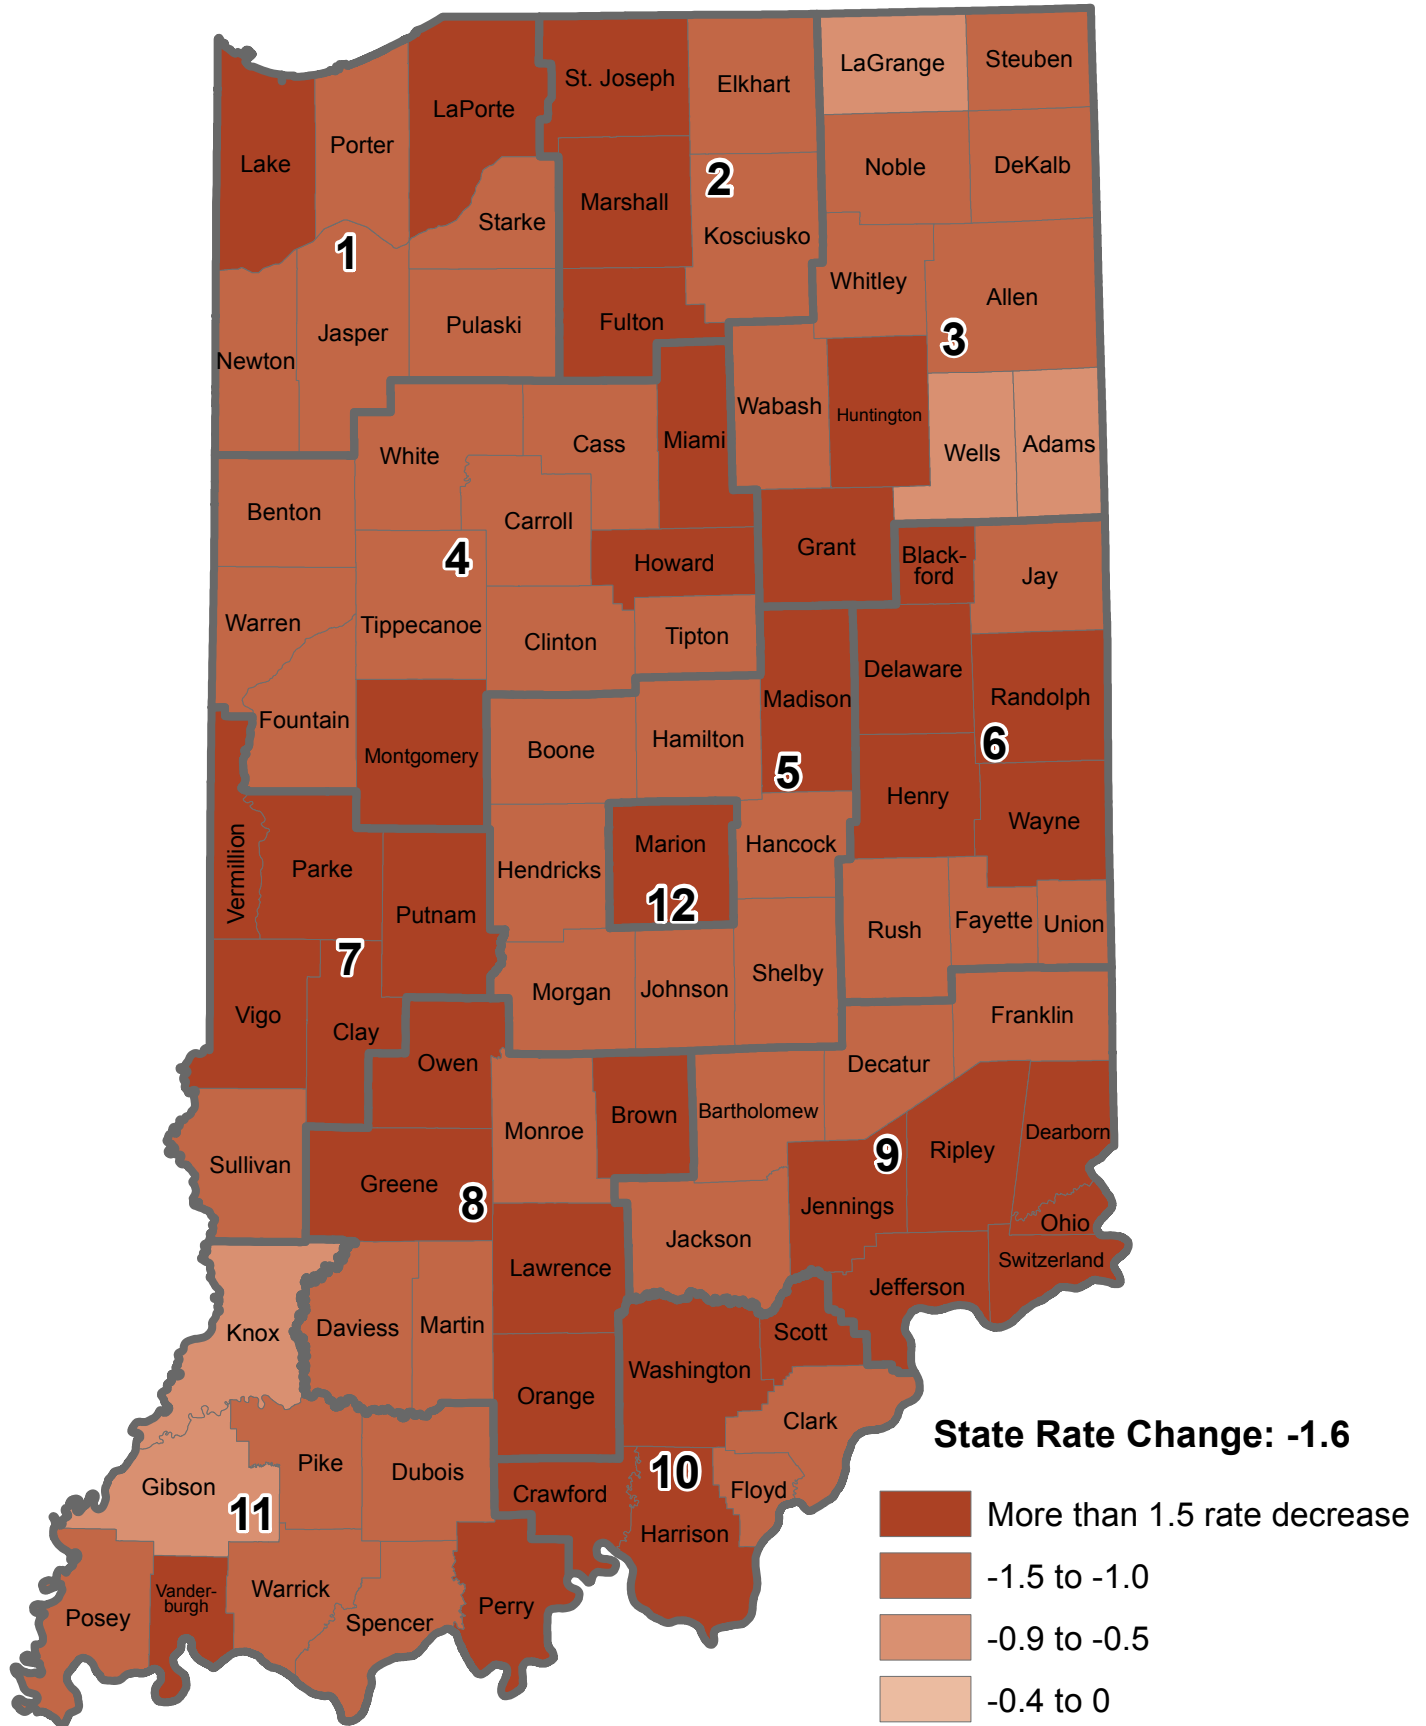 LaGrange
Steuben
St. Joseph
Elkhart
LaPorte
Porter
Lake
Noble
DeKalb
2
Marshall
Starke
Kosciusko
1
Whitley
Allen
Fulton
Pulaski
Jasper
3
Newton
Wabash
Huntington
Miami
Cass
White
Wells
Adams
Benton
Carroll
Grant
4
Howard
Black-
ford
Jay
Warren
Tippecanoe
Clinton
Tipton
Delaware
Madison
Randolph
Fountain
Boone
Hamilton
Montgomery
6
5
Henry
Wayne
Marion
Hancock
Vermillion
Parke
Hendricks
12
Putnam
Rush
Fayette
Union
7
Morgan
Johnson
Shelby
Vigo
Clay
Franklin
Owen
Decatur
Brown
Bartholomew
Monroe
Dearborn
9
Ripley
Sullivan
Greene
8
Jennings
Ohio
Jackson
Lawrence
Switzerland
Jefferson
Knox
Daviess
Martin
Scott
Washington
Orange
Clark
State Rate Change: -1.6
Pike
Dubois
10
Gibson
Crawford
Floyd
11
Harrison
More than 1.5 rate decrease
-1.5 to -1.0
Vander-
burgh
Warrick
Posey
Spencer
Perry
-0.9 to -0.5
-0.4 to 0